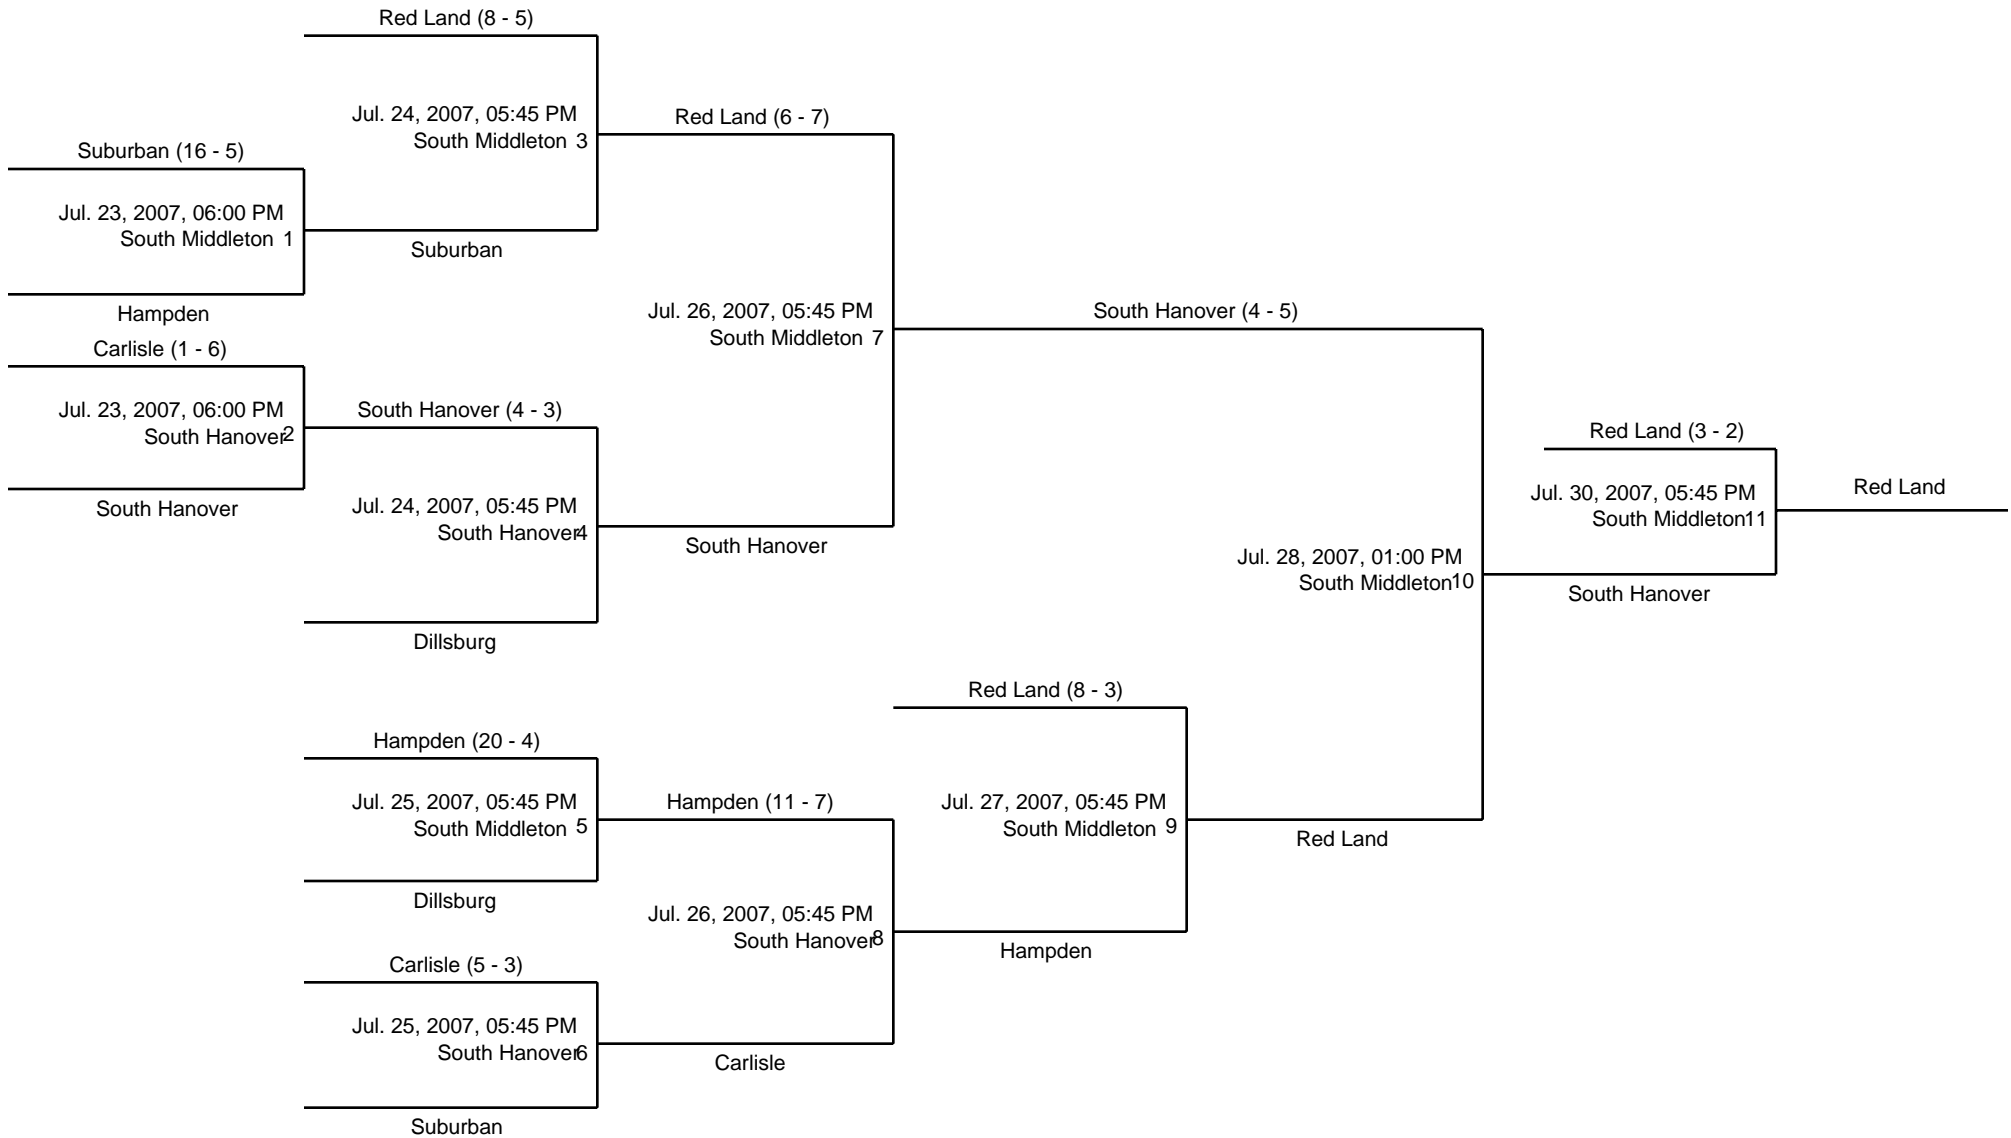 Red Land (8 - 5)
Jul. 24, 2007, 05:45 PM
South Middleton 3
Red Land (6 - 7)
Suburban (16 - 5)
Jul. 23, 2007, 06:00 PM
South Middleton 1
Suburban
Hampden
Jul. 26, 2007, 05:45 PM
South Middleton 7
South Hanover (4 - 5)
Carlisle (1 - 6)
Jul. 23, 2007, 06:00 PM
South Hanover 2
South Hanover (4 - 3)
South Hanover
Jul. 24, 2007, 05:45 PM
South Hanover 4
South Hanover
Dillsburg
Red Land (3 - 2)
Jul. 30, 2007, 05:45 PM
South Middleton 11
Red Land
Jul. 28, 2007, 01:00 PM
South Middleton 10
South Hanover
Red Land (8 - 3)
Hampden (20 - 4)
Jul. 25, 2007, 05:45 PM
South Middleton 5
Hampden (11 - 7)
Jul. 27, 2007, 05:45 PM
South Middleton 9
Red Land
Dillsburg
Jul. 26, 2007, 05:45 PM
South Hanover 8
Hampden
Carlisle (5 - 3)
Jul. 25, 2007, 05:45 PM
South Hanover 6
Carlisle
Suburban